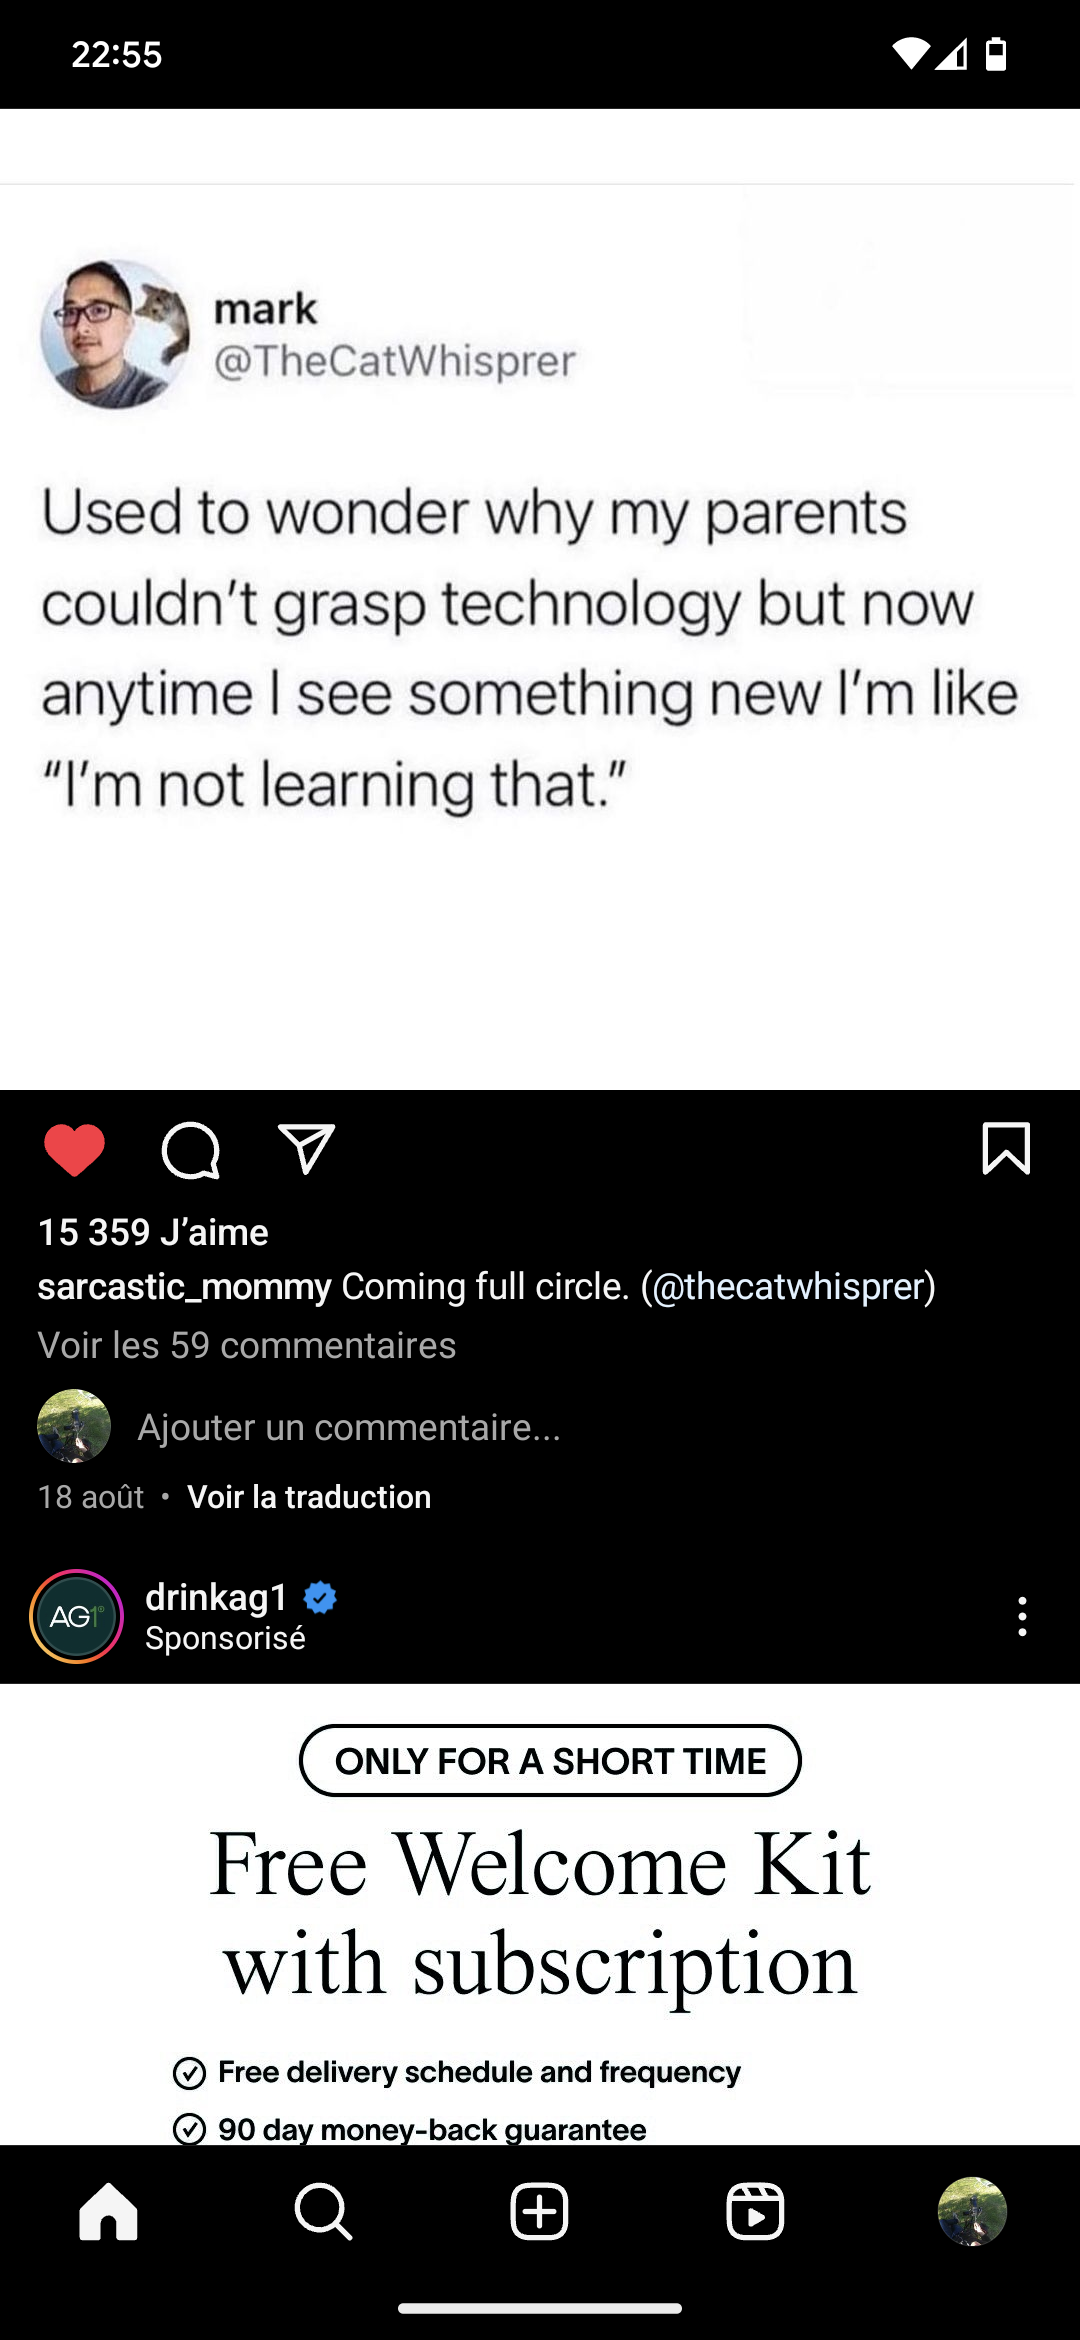 22:55
mark
@TheCatWhisprer
Used to wonder why my parents
couldn’t grasp technology but now
anytime I see something new I’m like
“I’m not learning that.”
15 359 J’aime
sarcastic_mommy Coming full circle. (@thecatwhisprer)
Voir les 59 commentaires
Ajouter un commentaire...
18 août • Voir la traduction
AG1®
drinkag1
Sponsorisé
ONLY FOR A SHORT TIME
Free Welcome Kit
with subscription
Free delivery schedule and frequency
90 day money-back guarantee